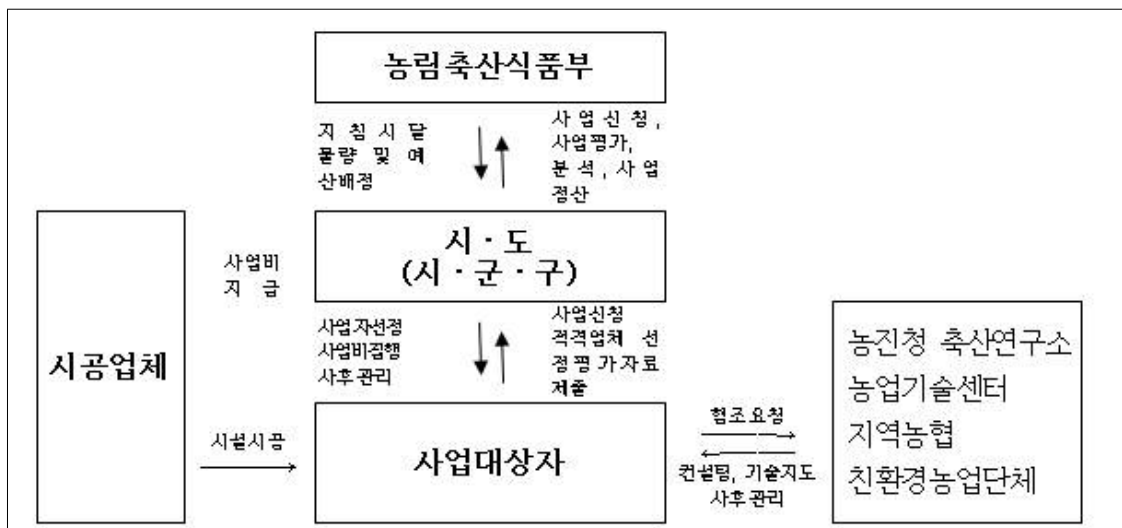 농림축산식품부
지 침 시 달
물량 및 예
산배정
사 업 신 청 ,
사업평가,
분 석 , 사 업
정산
시 · 도
(시 · 군 · 구)
사업비
지 급
시공업체
사업자선정
사업비집행
사후관리
사업신청
적격업체 선
정평가자료
제출
시설시공
사업대상자
협조요청
컨설팅, 기술지도
사후관리
농진청 축산연구소
농업기술센터
지역농협
친환경농업단체